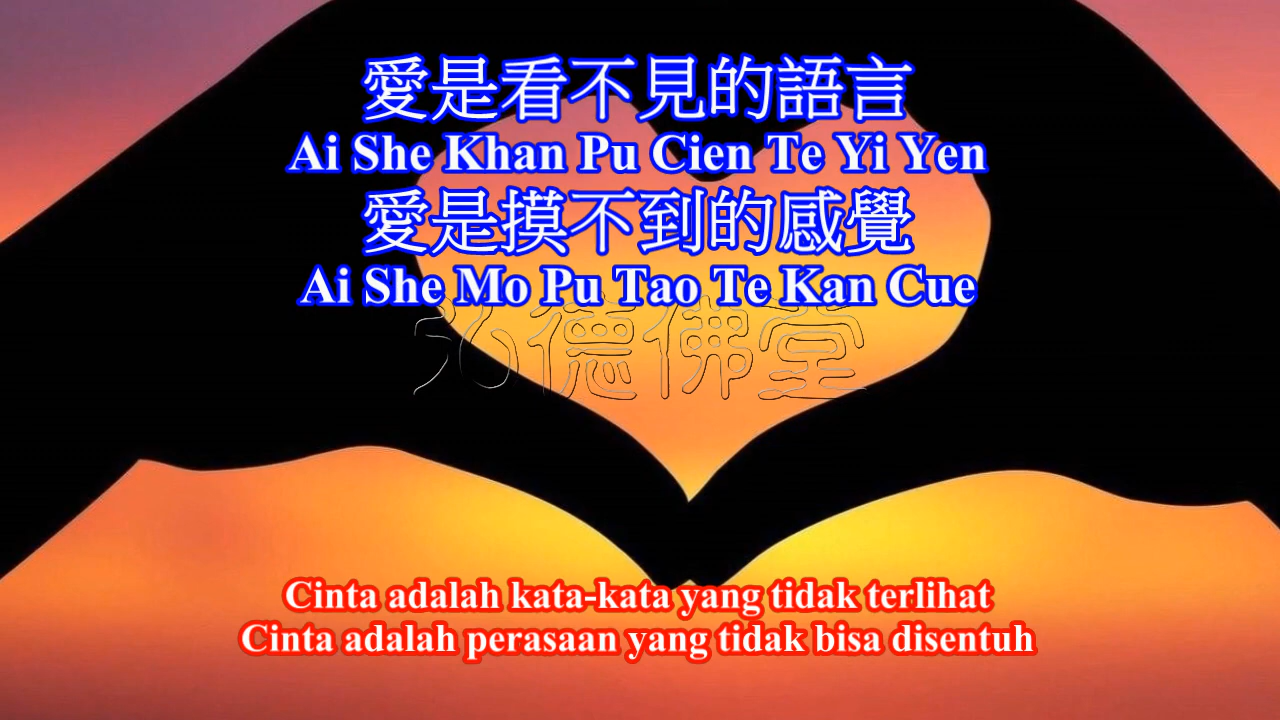 愛是看不見的語言
Ai She Khan Pu Cien Te Yi Yen
愛是摸不到的感覺
Ai She Mo Pu Tao Te Kan Cue
弘德佛堂
Cinta adalah kata-kata yang tidak terlihat
Cinta adalah perasaan yang tidak bisa disentuh